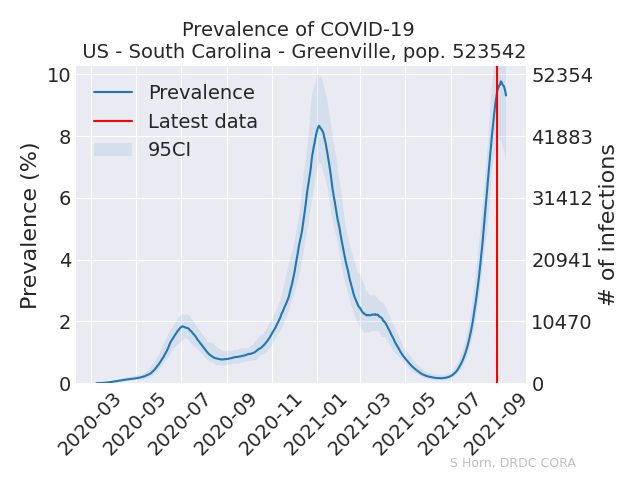 Prevalence of COVID-19
US - South Carolina - Greenville, pop. 523542
Prevalence
Latest data
95CI
Prevalence (%)
10
8
6
4
2
0
52354
41883
31412
20941
10470
0
# of infections
2020-03
2020-05
2020-07
2020-09
2020-11
2021-01
2021-03
2021-05
2021-07
2021-09
S Horn, DRDC CORA